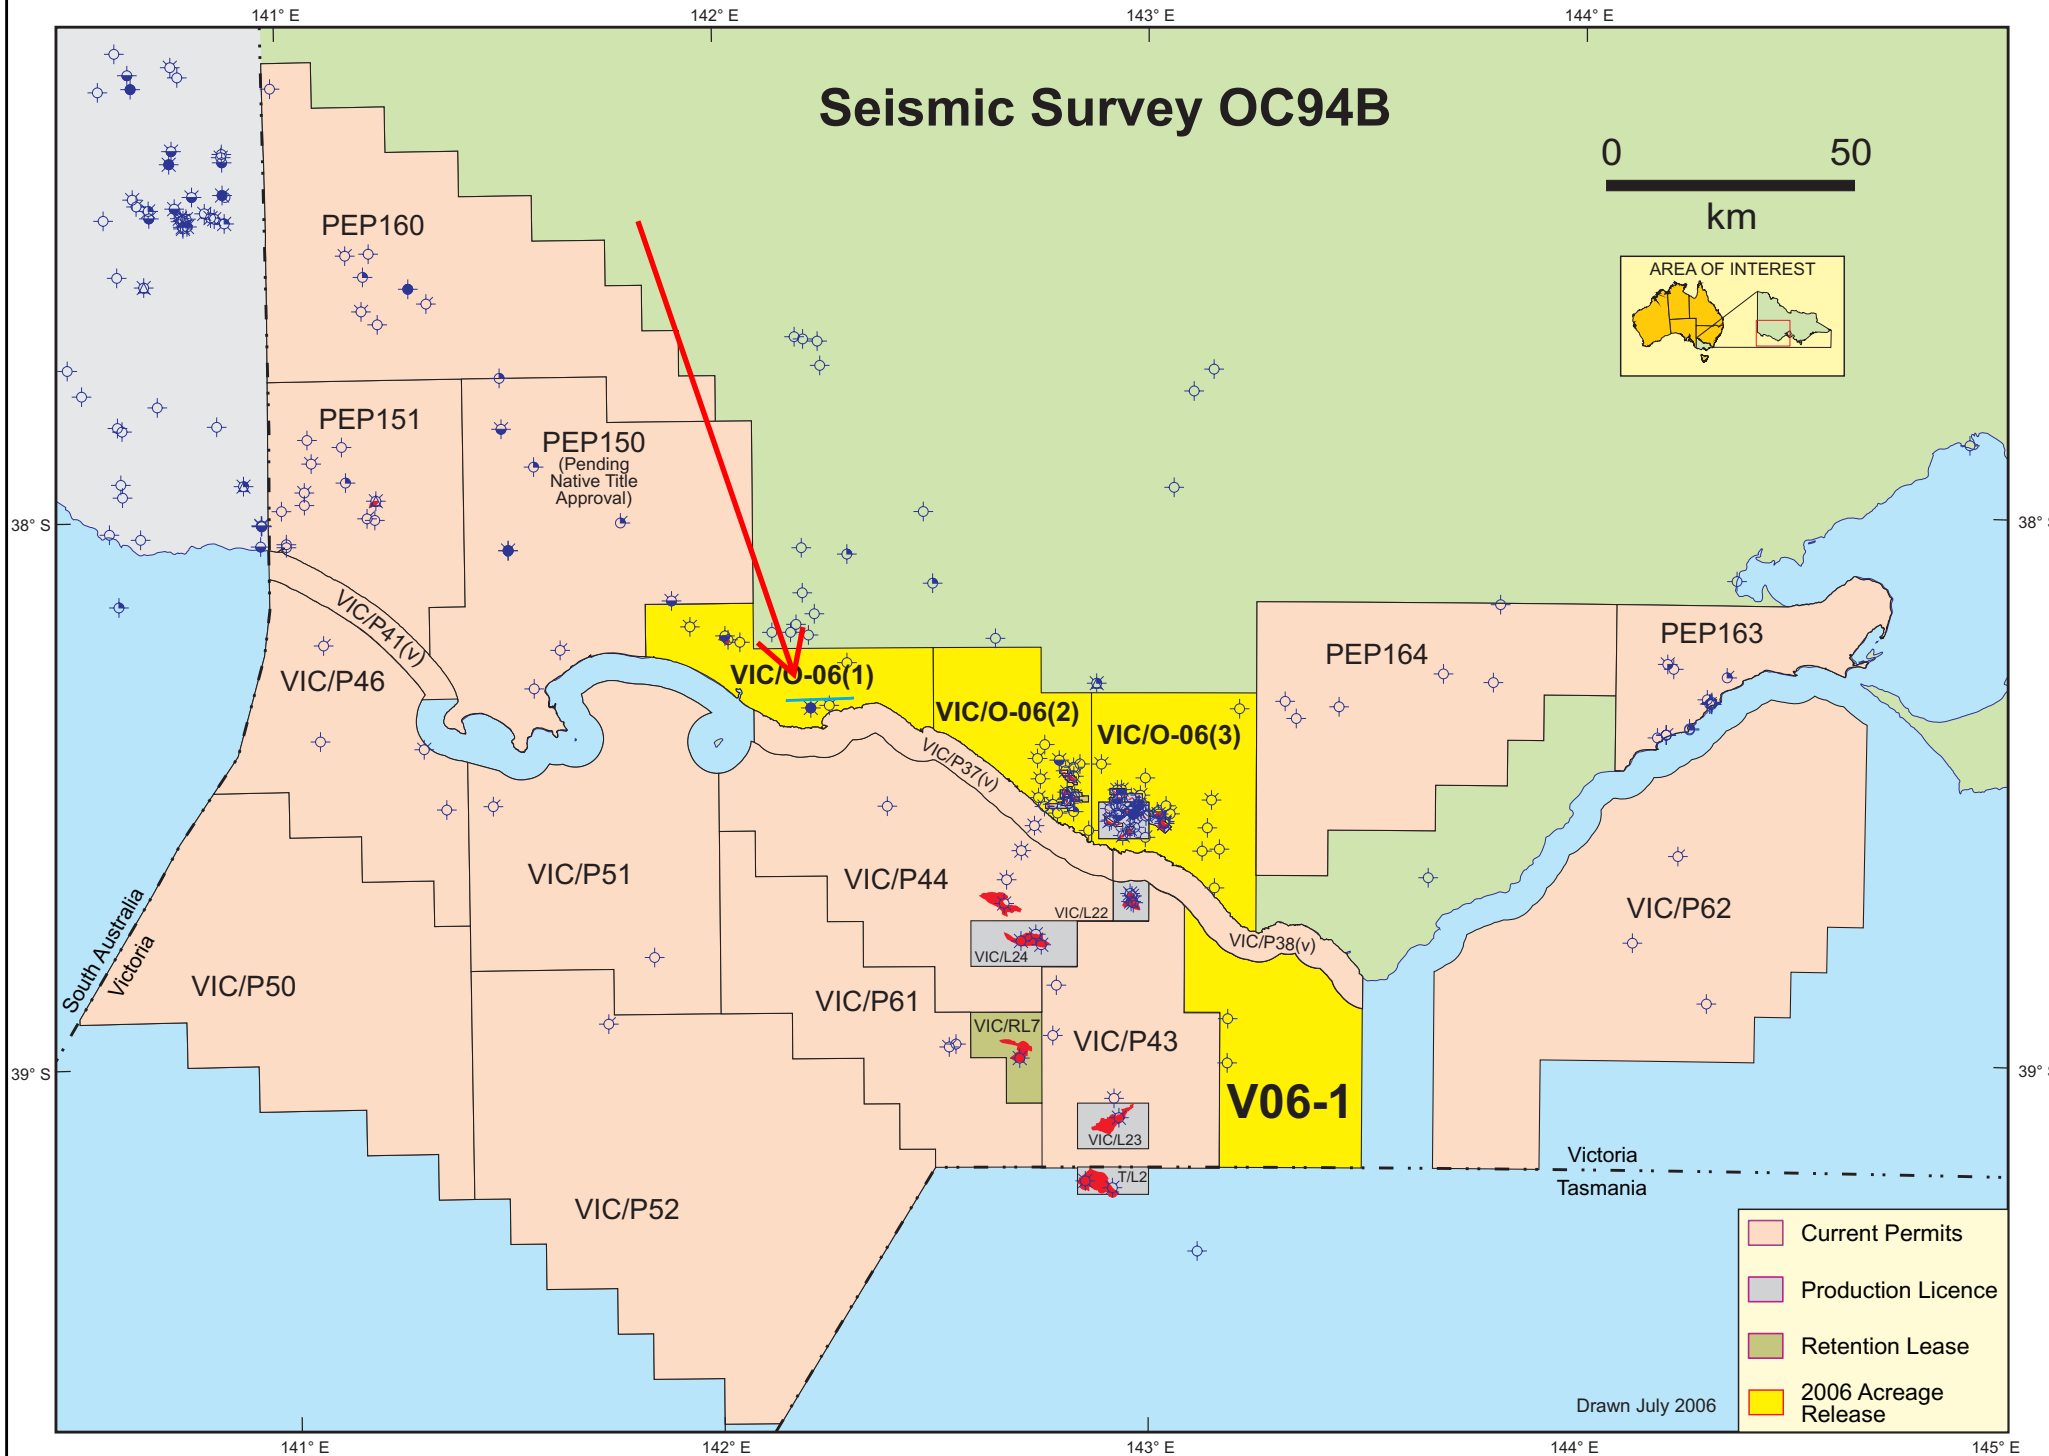 141° E
142° E
143° E
144° E
Seismic Survey OC94B
0
50
km
AREA OF INTEREST
PEP160
PEP151
PEP150
(Pending
Native Title
Approval)
38° S
38° S
VIC/P41(v)
VIC/P46
VIC/O-06(1)
VIC/O-06(2)
VIC/O-06(3)
PEP164
PEP163
VIC/P37(v)
VIC/P51
VIC/P44
VIC/L22
VIC/P62
VIC/P38(v)
VIC/L24
South Australia
Victoria
VIC/P50
VIC/P61
VIC/RL7
VIC/P43
39° S
39° S
V06-1
VIC/L23
Victoria
Tasmania
T/L2
VIC/P52
Current Permits
Production Licence
Retention Lease
2006 Acreage
Release
Drawn July 2006
141° E
142° E
143° E
144° E
145° E